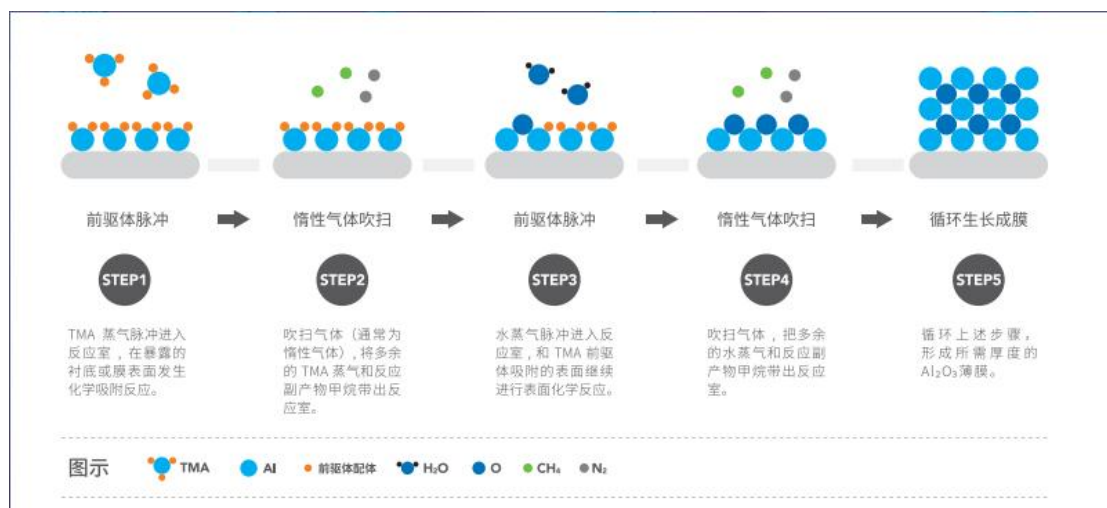 前驱体脉冲
惰性气体吹扫
前驱体脉冲
惰性气体吹扫
循环生长成膜
STEP1
STEP2
STEP3
STEP4
STEP5
TMA 蒸气脉冲进入
反应室，在暴露的
衬底或膜表面发生
化学吸附反应。
吹扫气体（通常为
惰性气体），将多余
的 TMA 蒸气和反应
副产物甲烷带出反
应室。
水蒸气脉冲进入反
应室，和 TMA 前驱
体吸附的表面继续
进行表面化学反应。
吹扫气体，把多余
的水蒸气和反应副
产物甲烷带出反应
室。
循环上述步骤，
形成所需厚度的
Al₂O₃薄膜。
图示 TMA Al 前驱体配体 H₂O O CH₄ N₂